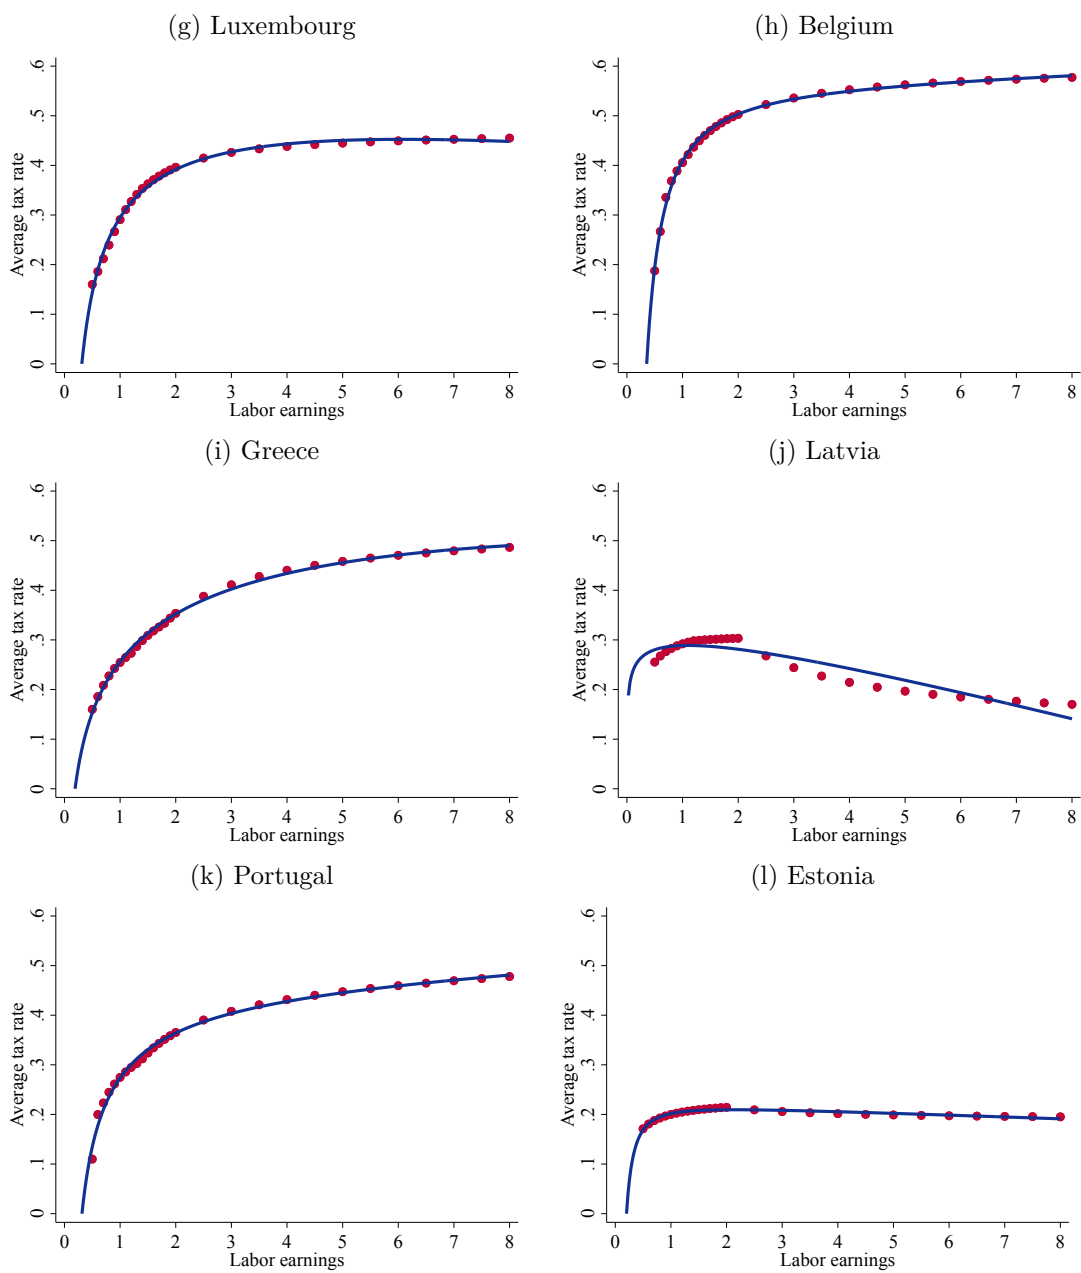 (g) Luxembourg
Average tax rate
.6
.5
.4
.3
.2
.1
0
0 1 2 3 4 5 6 7 8
Labor earnings
(h) Belgium
Average tax rate
.6
.5
.4
.3
.2
.1
0
0 1 2 3 4 5 6 7 8
Labor earnings
(i) Greece
Average tax rate
.6
.5
.4
.3
.2
.1
0
0 1 2 3 4 5 6 7 8
Labor earnings
(j) Latvia
Average tax rate
.6
.5
.4
.3
.2
.1
0
0 1 2 3 4 5 6 7 8
Labor earnings
(k) Portugal
Average tax rate
.6
.5
.4
.3
.2
.1
0
0 1 2 3 4 5 6 7 8
Labor earnings
(l) Estonia
Average tax rate
.6
.5
.4
.3
.2
.1
0
0 1 2 3 4 5 6 7 8
Labor earnings